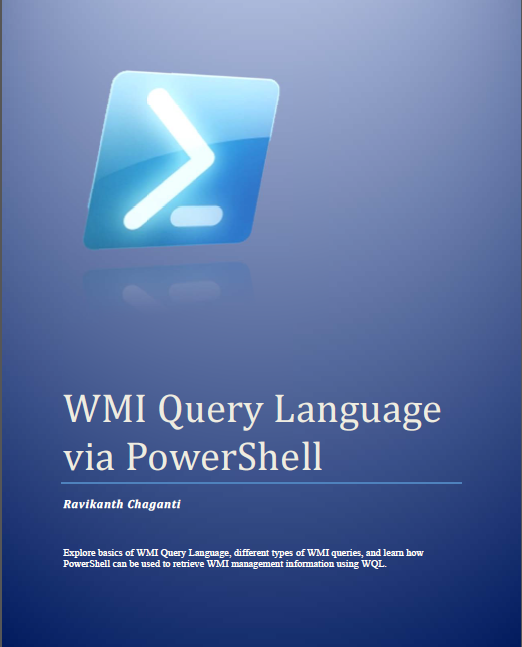 WMI Query Language
via PowerShell
Ravikanth Chaganti
Explore basics of WMI Query Language, different types of WMI queries, and learn how
PowerShell can be used to retrieve WMI management information using WQL.